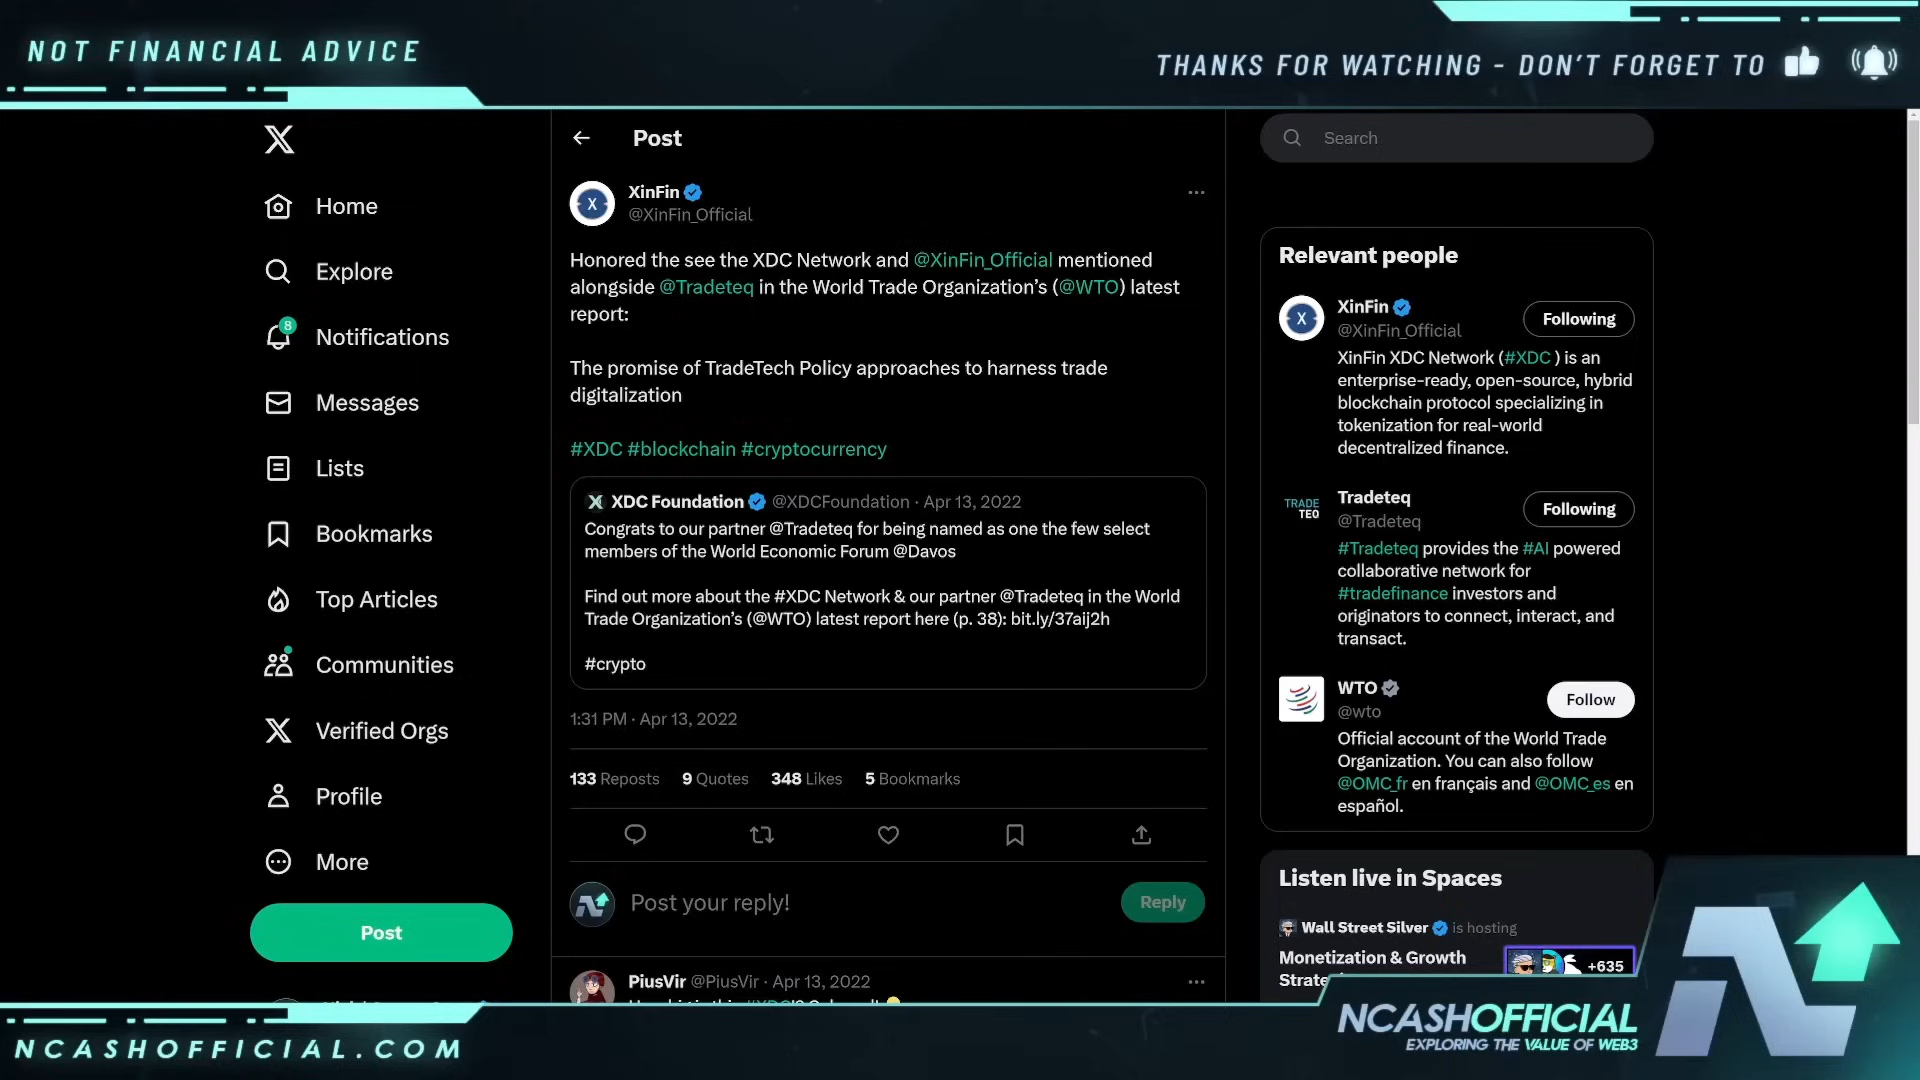 NOT FINANCIAL ADVICE
THANKS FOR WATCHING - DON'T FORGET TO
Home
Explore
8
Notifications
Messages
Lists
Bookmarks
Top Articles
Communities
Verified Orgs
Profile
More
Post
Post
XinFin
@XinFin_Official
Honored the see the XDC Network and @XinFin_Official mentioned
alongside @Tradeteq in the World Trade Organization's (@WTO) latest
report:
The promise of TradeTech Policy approaches to harness trade
digitalization
#XDC #blockchain #cryptocurrency
XDC Foundation @XDCFoundation · Apr 13, 2022
Congrats to our partner @Tradeteq for being named as one the few select
members of the World Economic Forum @Davos
Find out more about the #XDC Network & our partner @Tradeteq in the World
Trade Organization's (@WTO) latest report here (p. 38): bit.ly/37aij2h
#crypto
1:31 PM · Apr 13, 2022
133 Reposts 9 Quotes 348 Likes 5 Bookmarks
Post your reply!
Reply
PiusVir @PiusVir · Apr 13, 2022
Search
Relevant people
XinFin
@XinFin_Official
Following
XinFin XDC Network (#XDC ) is an
enterprise-ready, open-source, hybrid
blockchain protocol specializing in
tokenization for real-world
decentralized finance.
TRADE
TEQ
Tradeteq
@Tradeteq
Following
#Tradeteq provides the #AI powered
collaborative network for
#tradefinance investors and
originators to connect, interact, and
transact.
WTO
@wto
Follow
Official account of the World Trade
Organization. You can also follow
@OMC_fr en français and @OMC_es en
español.
Listen live in Spaces
Wall Street Silver is hosting
Monetization & Growth
+635
NCASHOFFICIAL.COM
NCASHOFFICIAL
EXPLORING THE VALUE OF WEB3